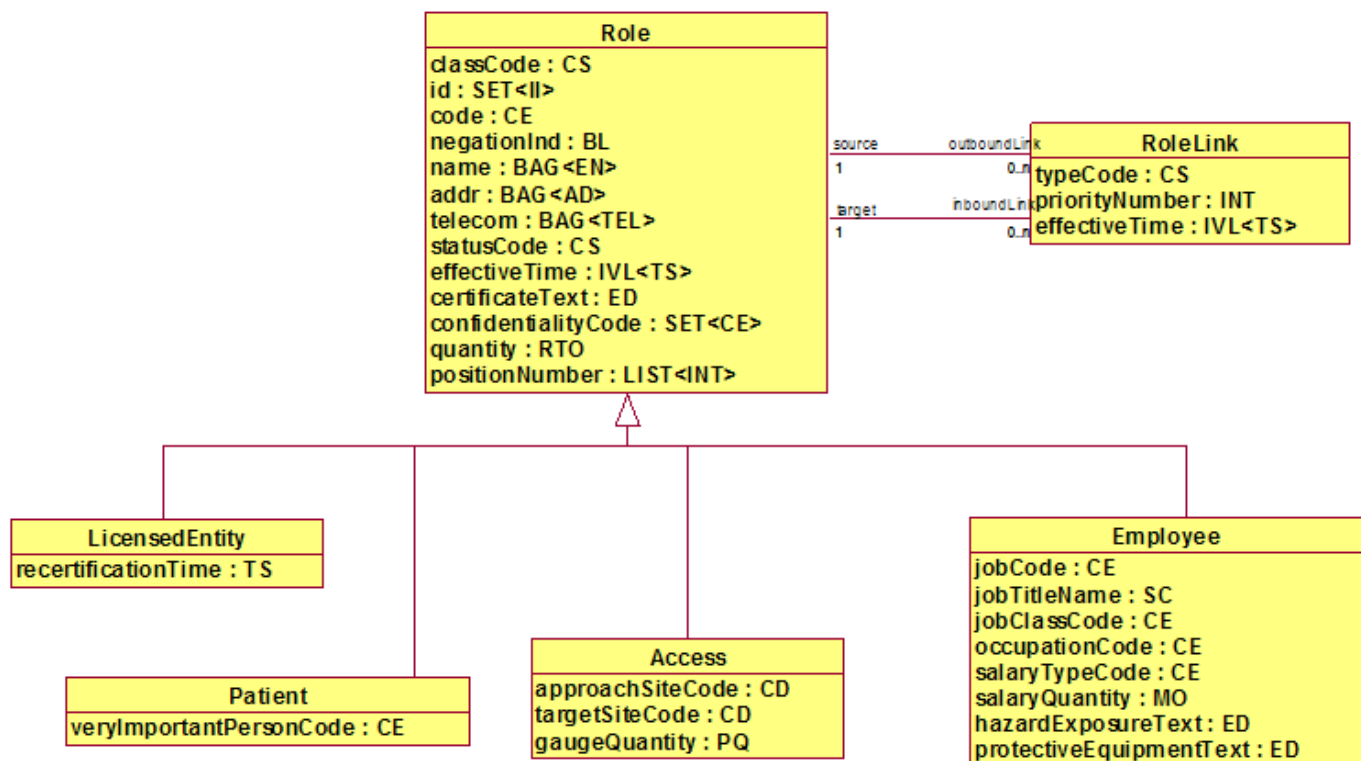 Role
classCode : CS
id : SET<II>
code : CE
negationInd : BL
name : BAG<EN>
addr : BAG<AD>
telecom : BAG<TEL>
statusCode : CS
effectiveTime : IVL<TS>
certificateText : ED
confidentialityCode : SET<CE>
quantity : RTO
positionNumber : LIST<INT>
source outboundLink
1 0..n
target inboundLink
1 0..n
RoleLink
typeCode : CS
priorityNumber : INT
effectiveTime : IVL<TS>
LicensedEntity
recertificationTime : TS
Patient
veryImportantPersonCode : CE
Access
approachSiteCode : CD
targetSiteCode : CD
gaugeQuantity : PQ
Employee
jobCode : CE
jobTitleName : SC
jobClassCode : CE
occupationCode : CE
salaryTypeCode : CE
salaryQuantity : MO
hazardExposureText : ED
protectiveEquipmentText : ED